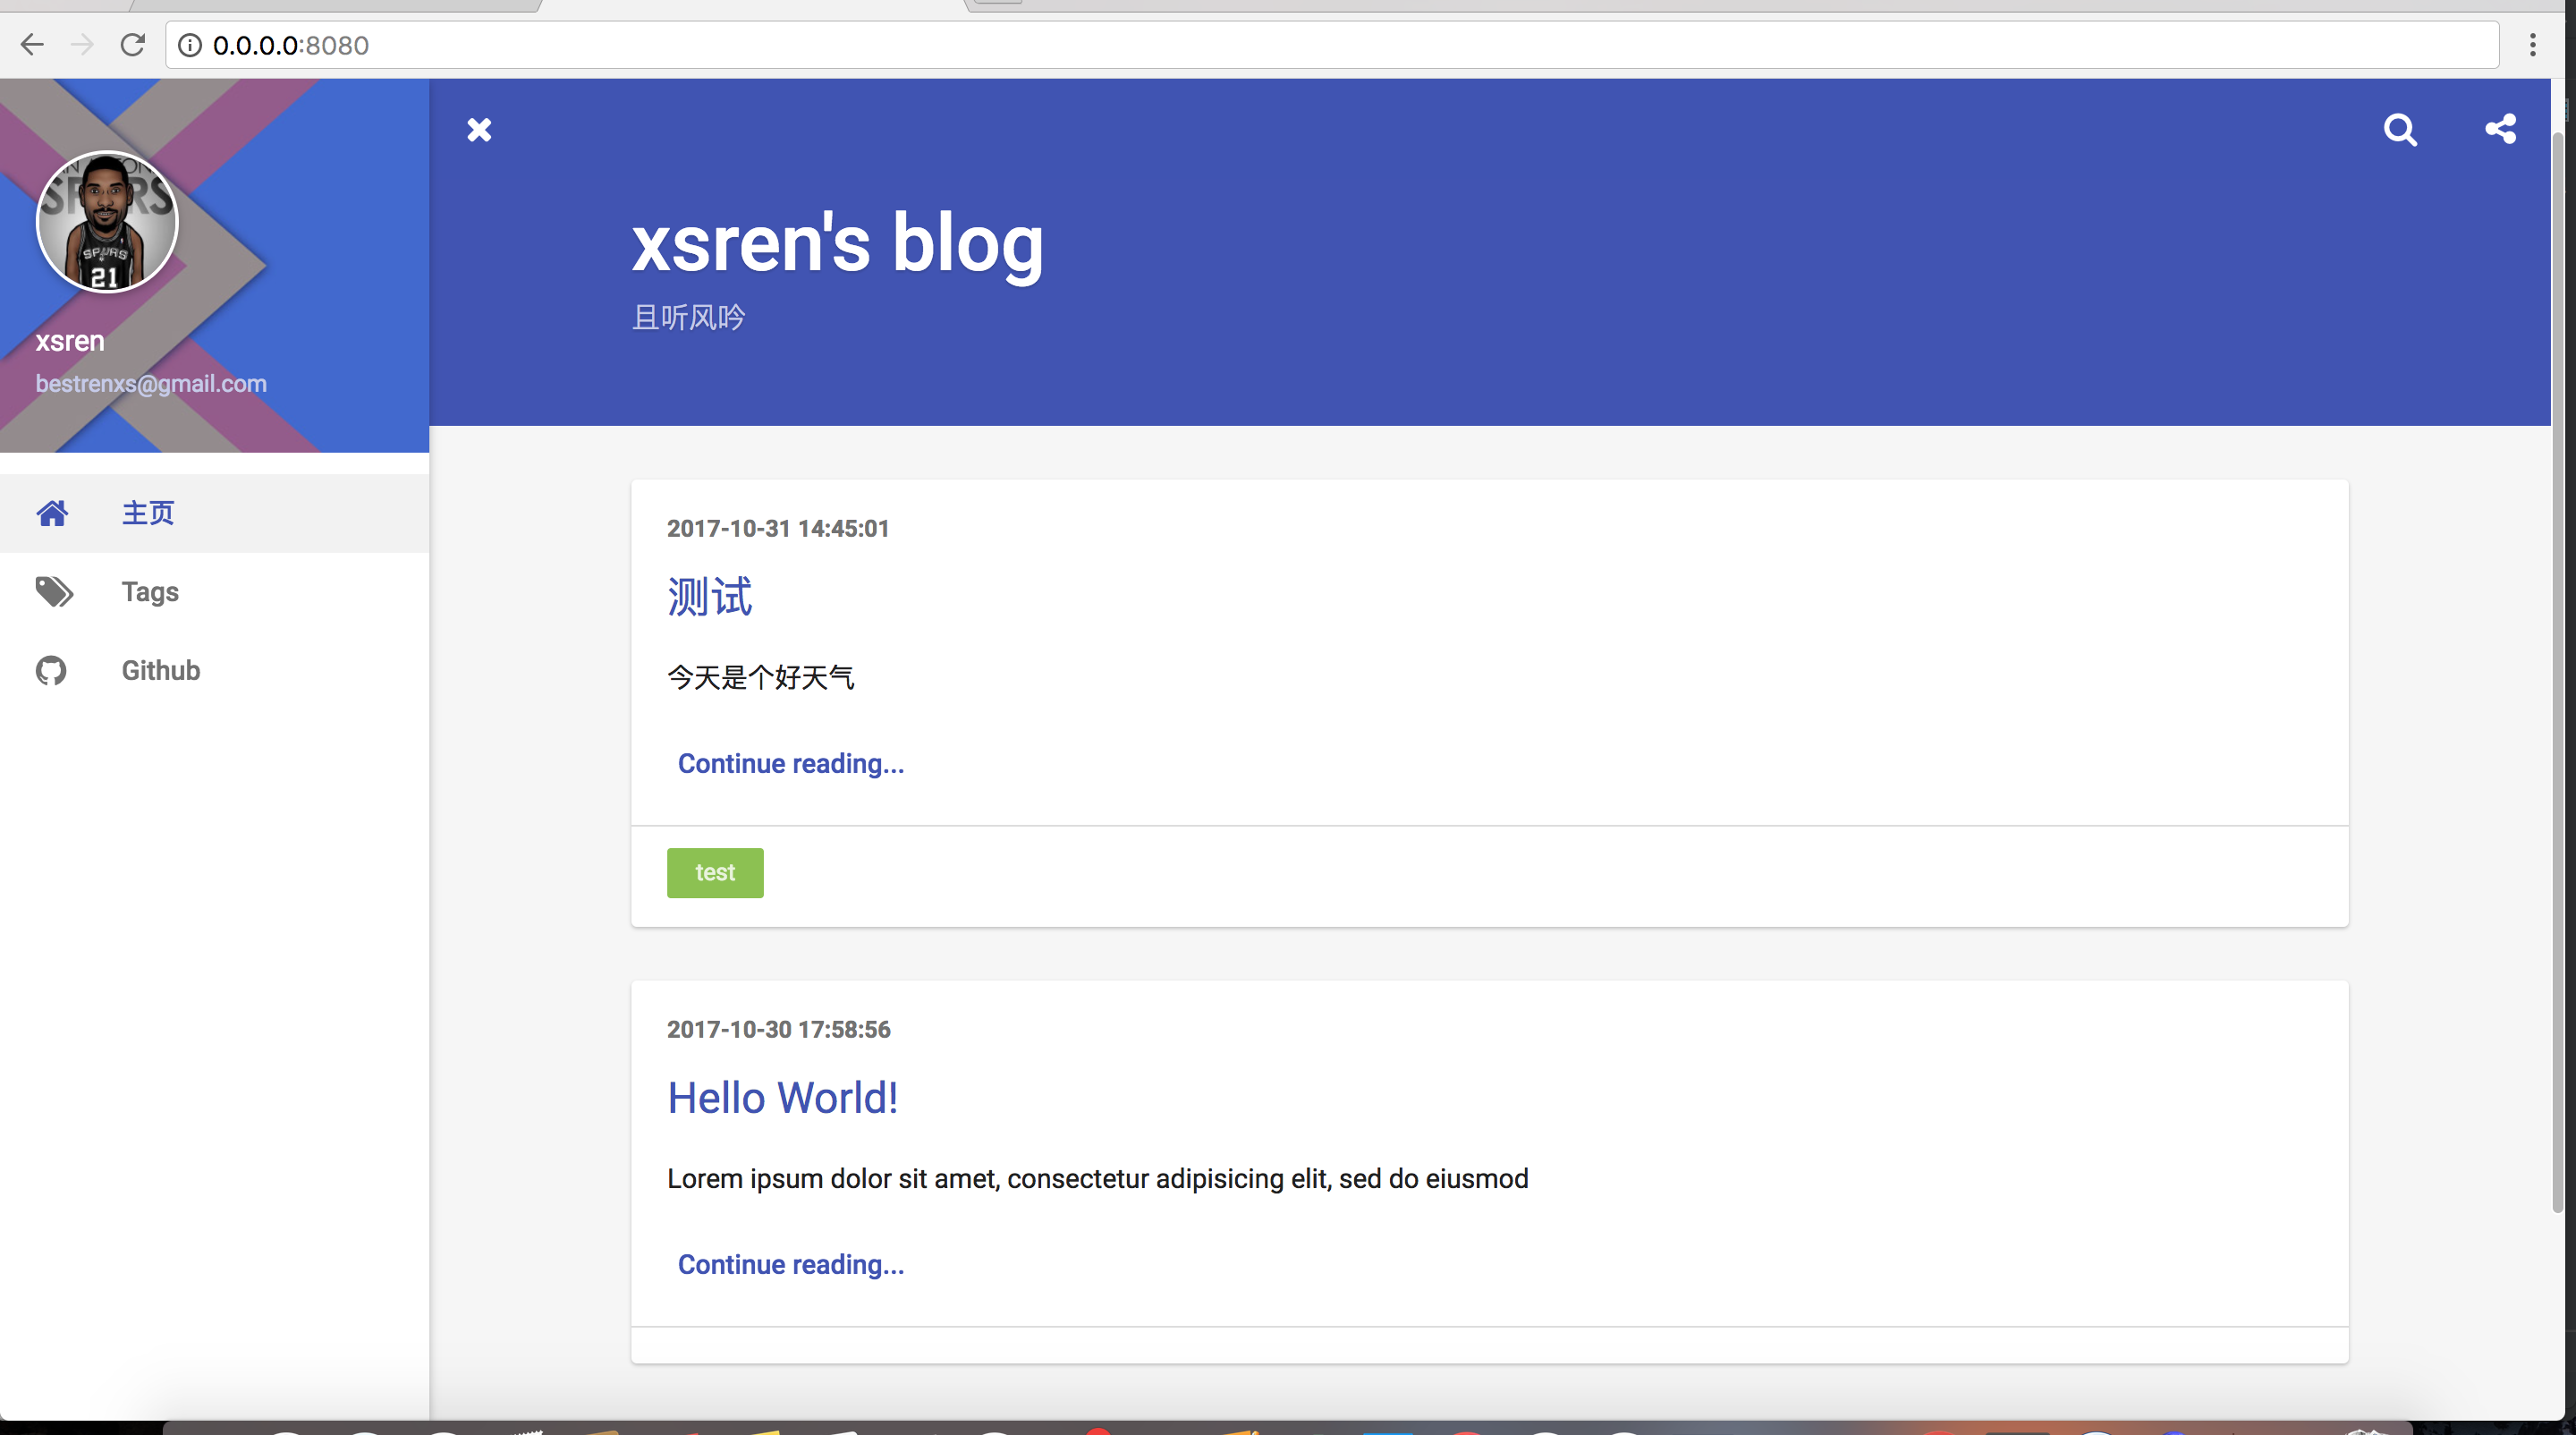 0.0.0.0:8080
SPURS
SPURS
21
xsren
bestrenxs@gmail.com
主页
Tags
Github
xsren's blog
且听风吟
2017-10-31 14:45:01
测试
今天是个好天气
Continue reading...
test
2017-10-30 17:58:56
Hello World!
Lorem ipsum dolor sit amet, consectetur adipisicing elit, sed do eiusmod
Continue reading...